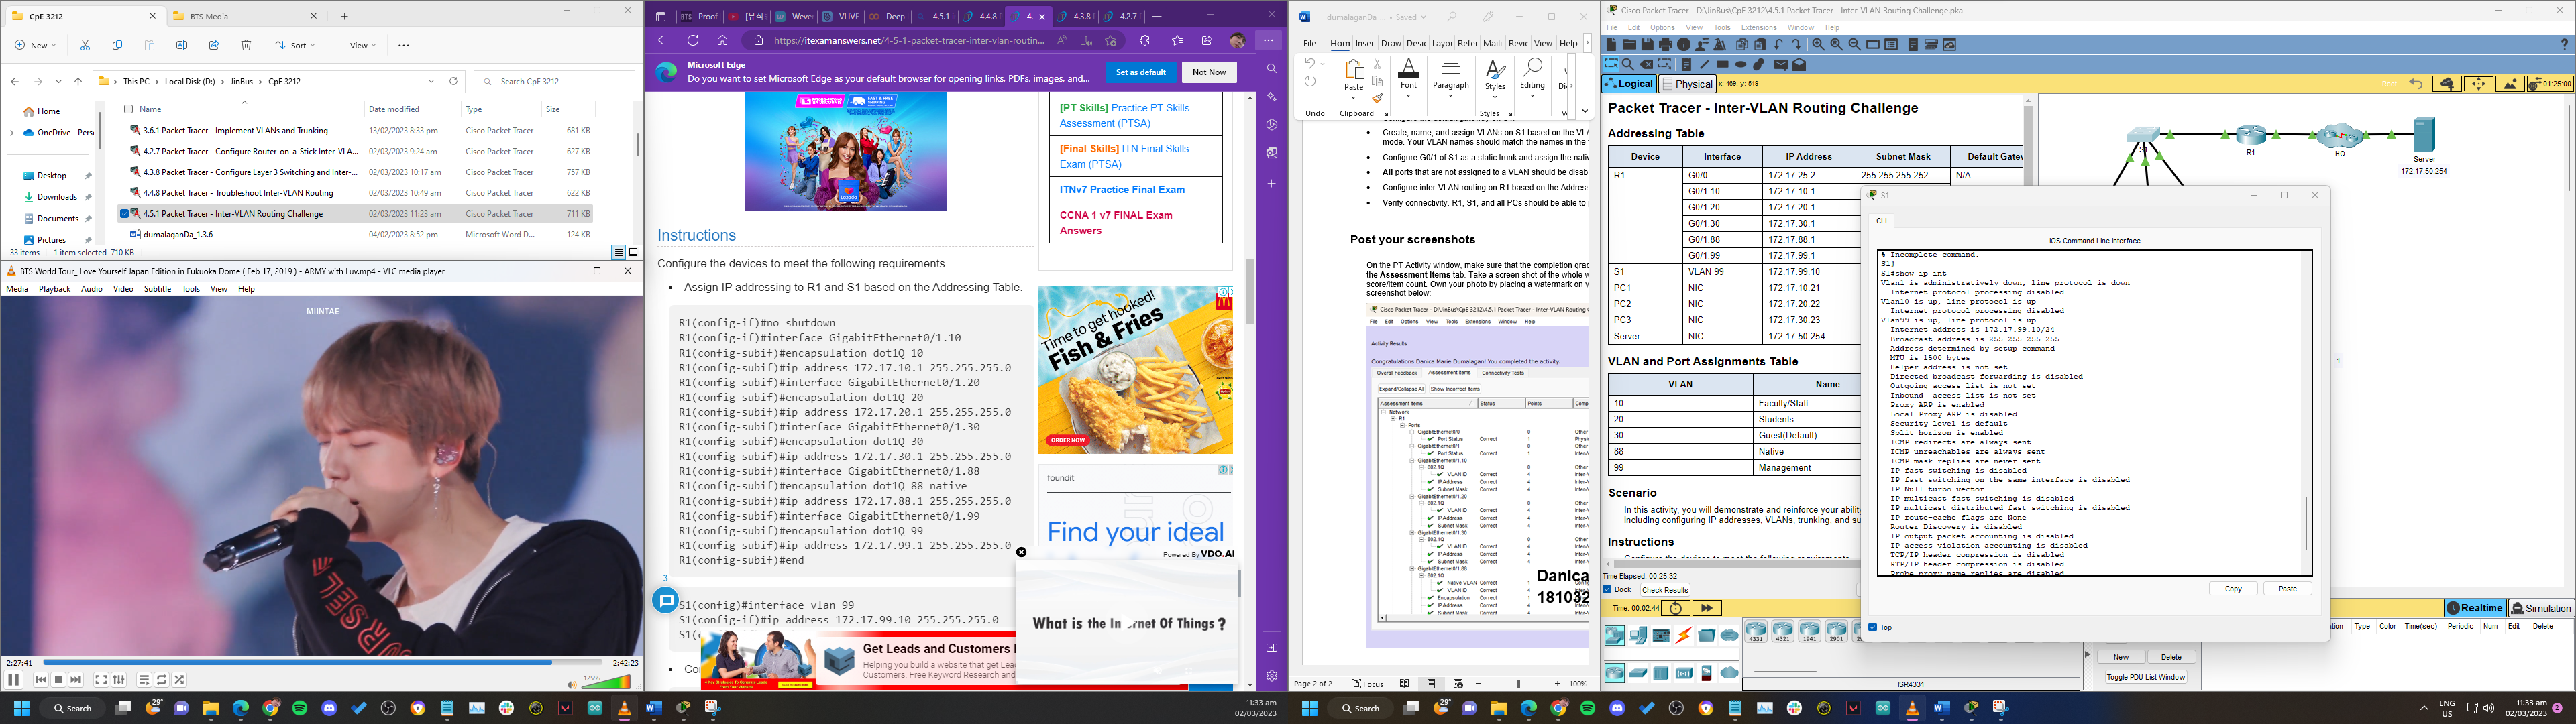 CpE 3212
BTS Media
New
Sort
View
This PC
Local Disk (D:)
JinBus
CpE 3212
Search CpE 3212
Home
OneDrive - Pers
Desktop
Downloads
Documents
Pictures
Name
Date modified
Type
Size
3.6.1 Packet Tracer - Implement VLANs and Trunking
13/02/2023 8:33 pm
Cisco Packet Tracer
681 KB
4.2.7 Packet Tracer - Configure Router-on-a-Stick Inter-VLA...
02/03/2023 9:24 am
Cisco Packet Tracer
627 KB
4.3.8 Packet Tracer - Configure Layer 3 Switching and Inter-...
02/03/2023 10:17 am
Cisco Packet Tracer
757 KB
4.4.8 Packet Tracer - Troubleshoot Inter-VLAN Routing
02/03/2023 10:49 am
Cisco Packet Tracer
622 KB
4.5.1 Packet Tracer - Inter-VLAN Routing Challenge
02/03/2023 11:23 am
Cisco Packet Tracer
711 KB
dumalaganDa_1.3.6
04/02/2023 8:52 pm
Microsoft Word D...
124 KB
33 items
1 item selected 710 KB
BTS World Tour_ Love Yourself Japan Edition in Fukuoka Dome ( Feb 17, 2019 ) - ARMY with Luv.mp4 - VLC media player
Media Playback Audio Video Subtitle Tools View Help
MIINTAE
2:27:41
2:42:23
125%
Search
29°
11:33 am
02/03/2023
https://itexamanswers.net/4-5-1-packet-tracer-inter-vlan-routin...
Microsoft Edge
Do you want to set Microsoft Edge as your default browser for opening links, PDFs, images, and...
Set as default
Not Now
[PT Skills] Practice PT Skills
Assessment (PTSA)
[Final Skills] ITN Final Skills
Exam (PTSA)
ITNv7 Practice Final Exam
CCNA 1 v7 FINAL Exam
Answers
Instructions
Configure the devices to meet the following requirements.
Assign IP addressing to R1 and S1 based on the Addressing Table.
R1(config-if)#no shutdown
R1(config-if)#interface GigabitEthernet0/1.10
R1(config-subif)#encapsulation dot1Q 10
R1(config-subif)#ip address 172.17.10.1 255.255.255.0
R1(config-subif)#interface GigabitEthernet0/1.20
R1(config-subif)#encapsulation dot1Q 20
R1(config-subif)#ip address 172.17.20.1 255.255.255.0
R1(config-subif)#interface GigabitEthernet0/1.30
R1(config-subif)#encapsulation dot1Q 30
R1(config-subif)#ip address 172.17.30.1 255.255.255.0
R1(config-subif)#interface GigabitEthernet0/1.88
R1(config-subif)#encapsulation dot1Q 88 native
R1(config-subif)#ip address 172.17.88.1 255.255.255.0
R1(config-subif)#interface GigabitEthernet0/1.99
R1(config-subif)#encapsulation dot1Q 99
R1(config-subif)#ip address 172.17.99.1 255.255.255.0
R1(config-subif)#end
S1(config)#interface vlan 99
S1(config-if)#ip address 172.17.99.10 255.255.255.0
Time to get hooked!
Fish & Fries
ORDER NOW
foundit
Find your ideal
Powered By VDO.AI
What is the In rnet Of Things?
Get Leads and Customers
Helping you build a website that get Lea
Customers. Free Keyword Research and
dumalaganDa_... • Saved
File Hom Inser Draw Desig Layou Refer Maili Revie View Help
Undo
Paste
Clipboard
Font
Paragraph
Styles
Styles
Editing
Create, name, and assign VLANs on S1 based on the VLA
mode. Your VLAN names should match the names in the
Configure G0/1 of S1 as a static trunk and assign the nativ
All ports that are not assigned to a VLAN should be disab
Configure inter-VLAN routing on R1 based on the Address
Verify connectivity. R1, S1, and all PCs should be able to
Post your screenshots
On the PT Activity window, make sure that the completion grad
the Assessment Items tab. Take a screen shot of the whole w
score/item count. Own your photo by placing a watermark on y
screenshot below:
Activity Results
Congratulations Danica Marie Dumalagan! You completed the activity.
Overall Feedback Assessment Items Connectivity Tests
Expand/Collapse All Show Incorrect Items
Assessment Items Status Points
Danica
181032
Page 2 of 2
Focus
100%
Cisco Packet Tracer - D:\JinBus\CpE 3212\4.5.1 Packet Tracer - Inter-VLAN Routing Challenge.pka
File Edit Options View Tools Extensions Window Help
Logical
Physical
x: 469, y: 519
Root
01:25:00
Packet Tracer - Inter-VLAN Routing Challenge
Addressing Table
Device Interface IP Address Subnet Mask Default Gatew
R1 G0/0 172.17.25.2 255.255.255.252 N/A
G0/1.10 172.17.10.1
G0/1.20 172.17.20.1
G0/1.30 172.17.30.1
G0/1.88 172.17.88.1
G0/1.99 172.17.99.1
S1 VLAN 99 172.17.99.10
PC1 NIC 172.17.10.21
PC2 NIC 172.17.20.22
PC3 NIC 172.17.30.23
Server NIC 172.17.50.254
VLAN and Port Assignments Table
VLAN Name
10 Faculty/Staff
20 Students
30 Guest(Default)
88 Native
99 Management
Scenario
In this activity, you will demonstrate and reinforce your ability
including configuring IP addresses, VLANs, trunking, and su
Instructions
Time Elapsed: 00:25:32
Dock
Check Results
Time: 00:02:44
R1
HQ
Server
172.17.50.254
S1
CLI
IOS Command Line Interface
% Incomplete command.
S1#
S1#show ip int
Vlan1 is administratively down, line protocol is down
Internet protocol processing disabled
Vlan10 is up, line protocol is up
Internet protocol processing disabled
Vlan99 is up, line protocol is up
Internet address is 172.17.99.10/24
Broadcast address is 255.255.255.255
Address determined by setup command
MTU is 1500 bytes
Helper address is not set
Directed broadcast forwarding is disabled
Outgoing access list is not set
Inbound access list is not set
Proxy ARP is enabled
Local Proxy ARP is disabled
Security level is default
Split horizon is enabled
ICMP redirects are always sent
ICMP unreachables are always sent
ICMP mask replies are never sent
IP fast switching is disabled
IP fast switching on the same interface is disabled
IP Null turbo vector
IP multicast fast switching is disabled
IP multicast distributed fast switching is disabled
IP route-cache flags are None
Router Discovery is disabled
IP output packet accounting is disabled
IP access violation accounting is disabled
TCP/IP header compression is disabled
RTP/IP header compression is disabled
Probe proxy name replies are disabled
Copy
Paste
Top
Realtime
Simulation
Type Color Time(sec) Periodic Num Edit Delete
New
Delete
Toggle PDU List Window
4331 4321 1941 2901
ISR4331
Search
29°
ENG
US
11:33 am
02/03/2023